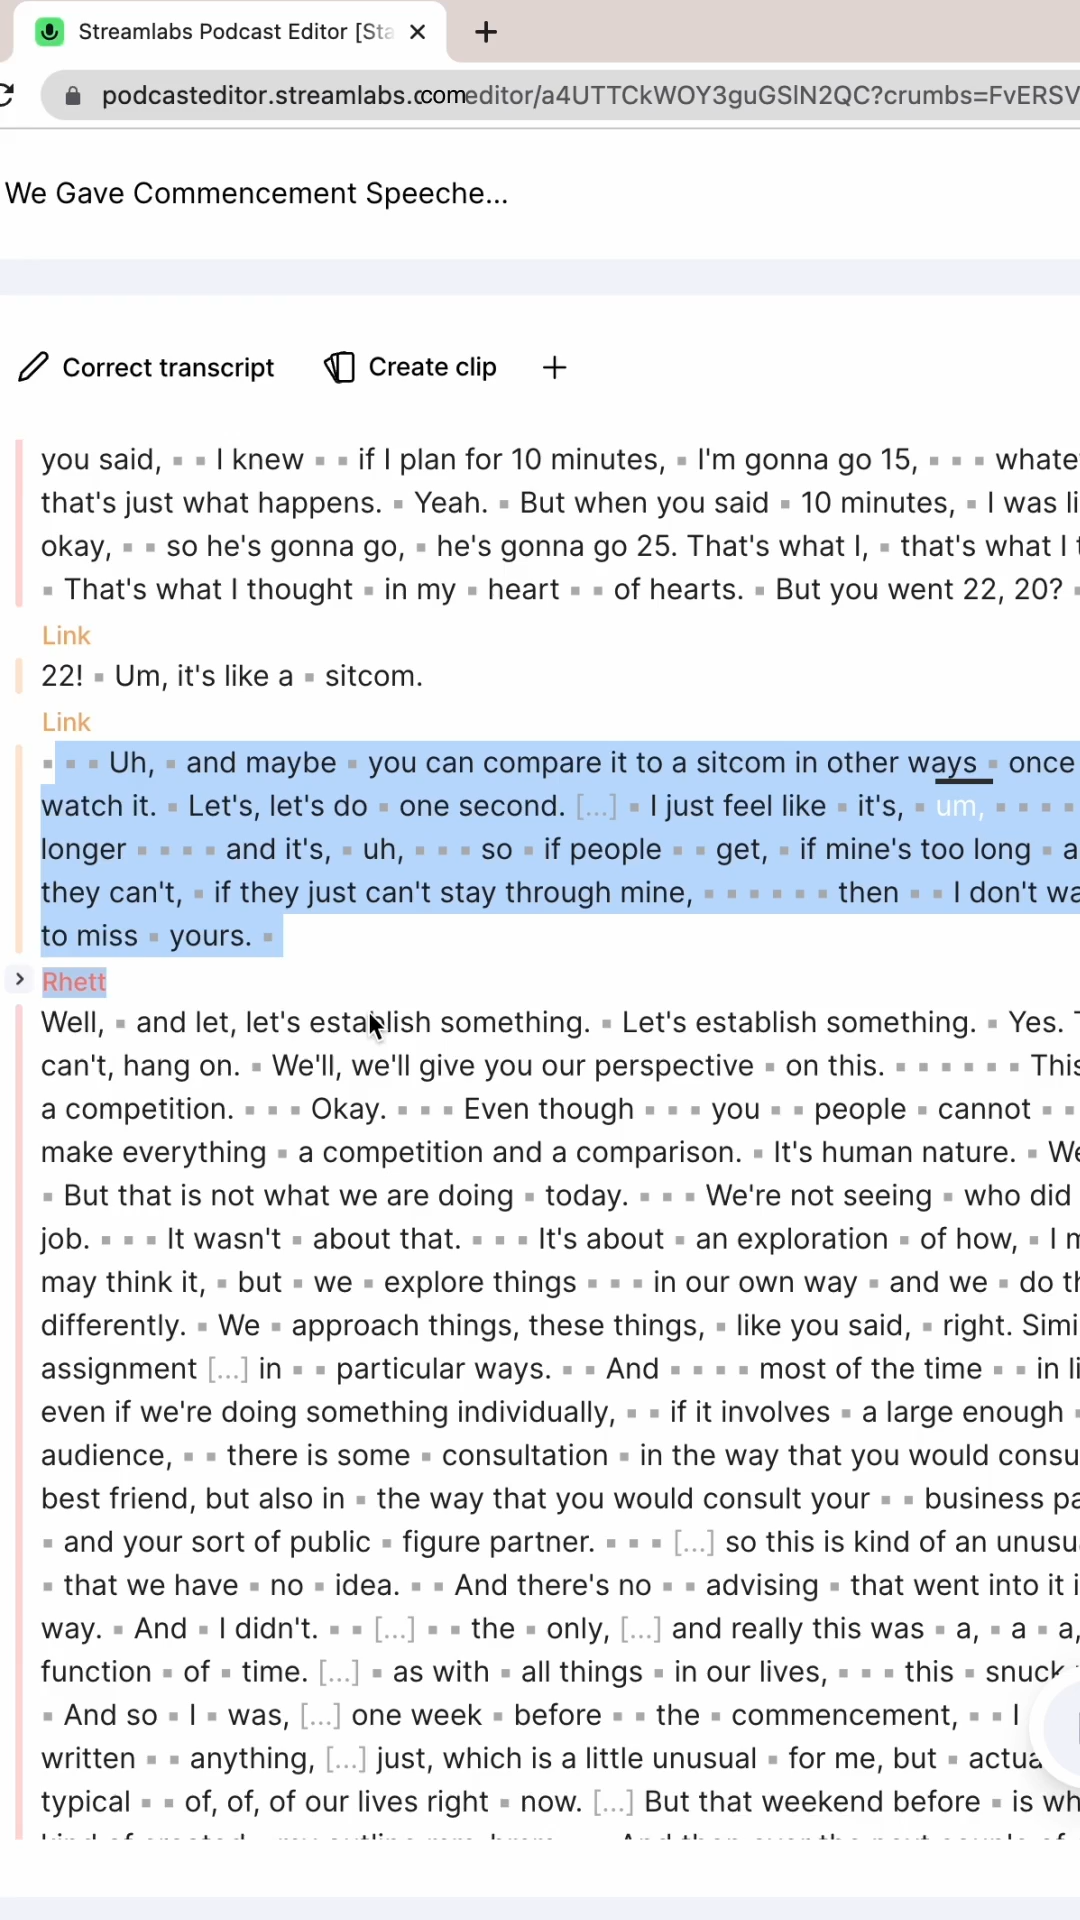 Streamlabs Podcast Editor [Sta
podcasteditor.streamlabs.com editor/a4UTTCkWOY3guGSlN2QC?crumbs=FvERSV
We Gave Commencement Speeche...
Correct transcript Create clip
you said, I knew if I plan for 10 minutes, I'm gonna go 15, whate
that's just what happens. Yeah. But when you said 10 minutes, I was li
okay, so he's gonna go, he's gonna go 25. That's what I, that's what I t
That's what I thought in my heart of hearts. But you went 22, 20?
Link
22! Um, it's like a sitcom.
Link
Uh, and maybe you can compare it to a sitcom in other ways once
watch it. Let's, let's do one second. [...] I just feel like it's, um,
longer and it's, uh, so if people get, if mine's too long a
they can't, if they just can't stay through mine, then I don't wa
to miss yours.
Rhett
Well, and let, let's establish something. Let's establish something. Yes. T
can't, hang on. We'll, we'll give you our perspective on this. This
a competition. Okay. Even though you people cannot
make everything a competition and a comparison. It's human nature. We
But that is not what we are doing today. We're not seeing who did
job. It wasn't about that. It's about an exploration of how, I m
may think it, but we explore things in our own way and we do th
differently. We approach things, these things, like you said, right. Simi
assignment [...] in particular ways. And most of the time in li
even if we're doing something individually, if it involves a large enough
audience, there is some consultation in the way that you would consu
best friend, but also in the way that you would consult your business pa
and your sort of public figure partner. [...] so this is kind of an unusu
that we have no idea. And there's no advising that went into it i
way. And I didn't. [...] the only, [...] and really this was a, a a,
function of time. [...] as with all things in our lives, this snuck
And so I was, [...] one week before the commencement, I
written anything, [...] just, which is a little unusual for me, but actua
typical of, of, of our lives right now. [...] But that weekend before is wh